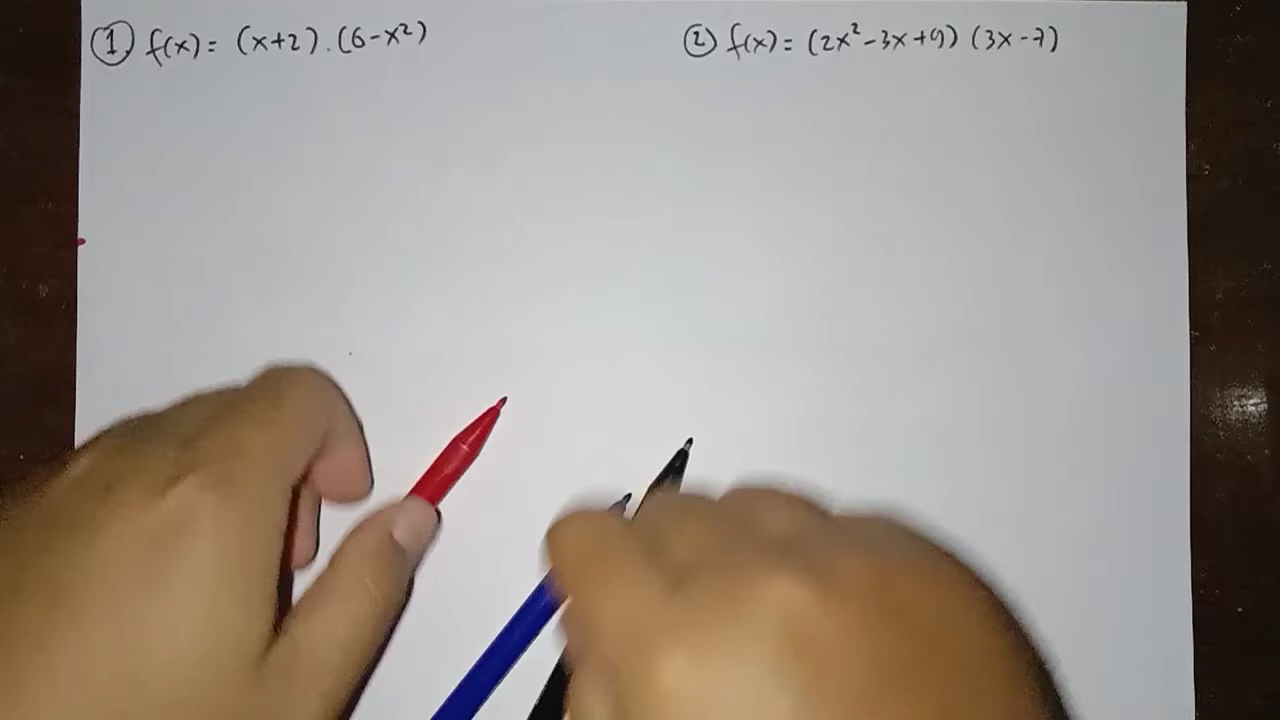 ① f(x) = (x+2).(6-x²)
② f(x) = (2x²-3x+9)(3x-7)